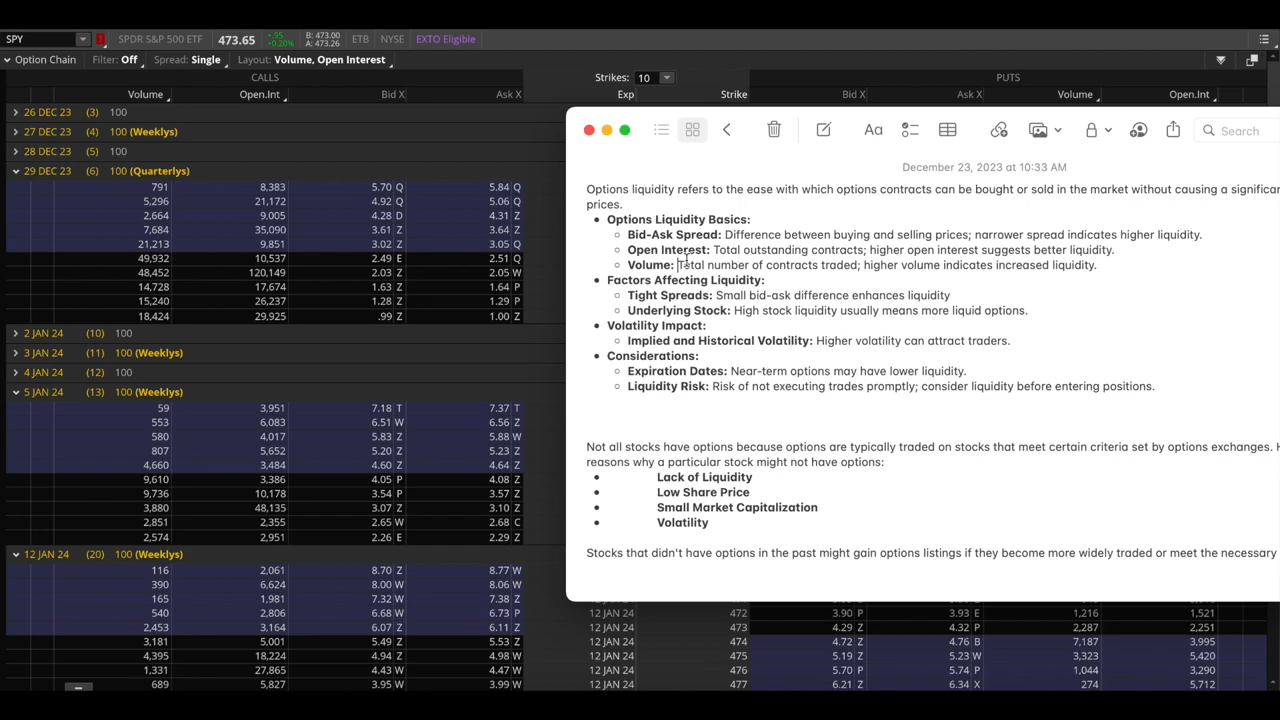 SPY SPDR S&P 500 ETF 473.65 +.95 +0.20% B: 473.00 A: 473.26 ETB NYSE EXTO Eligible
Option Chain Filter: Off Spread: Single Layout: Volume, Open Interest
CALLS Strikes: 10 PUTS
Volume Open.Int Bid X Ask X Exp Strike Bid X Ask X Volume Open.Int
26 DEC 23 (3) 100
27 DEC 23 (4) 100 (Weeklys)
28 DEC 23 (5) 100
29 DEC 23 (6) 100 (Quarterlys)
791 8,383 5.70 Q 5.84 Q
5,296 21,172 4.92 Q 5.06 Q
2,664 9,005 4.28 D 4.31 Z
7,684 35,090 3.61 Z 3.64 Z
21,213 9,851 3.02 Z 3.05 Q
49,932 10,537 2.49 E 2.51 Q
48,452 120,149 2.03 Z 2.05 W
14,728 17,674 1.63 Z 1.64 P
15,240 26,237 1.28 Z 1.29 P
18,424 29,925 .99 Z 1.00 Z
2 JAN 24 (10) 100
3 JAN 24 (11) 100 (Weeklys)
4 JAN 24 (12) 100
5 JAN 24 (13) 100 (Weeklys)
59 3,951 7.18 T 7.37 T
553 6,083 6.51 W 6.56 Z
580 4,017 5.83 Z 5.88 W
807 5,652 5.20 Z 5.23 Z
4,660 3,484 4.60 Z 4.64 Z
9,610 3,386 4.05 P 4.08 Z
9,736 10,178 3.54 P 3.57 Z
3,880 48,135 3.07 Z 3.10 Z
2,851 2,355 2.65 W 2.68 C
2,574 2,951 2.26 E 2.29 Z
12 JAN 24 (20) 100 (Weeklys)
116 2,061 8.70 Z 8.77 W
390 6,624 8.00 W 8.06 W
165 1,981 7.32 W 7.38 Z
540 2,806 6.68 W 6.73 P
2,453 3,164 6.07 Z 6.11 Z
3,181 5,001 5.49 Z 5.53 Z
4,395 18,224 4.94 Z 4.98 W
1,331 27,865 4.43 W 4.47 W
689 5,827 3.95 W 3.99 W
Search
December 23, 2023 at 10:33 AM
Options liquidity refers to the ease with which options contracts can be bought or sold in the market without causing a
prices.
• Options Liquidity Basics:
○ Bid-Ask Spread: Difference between buying and selling prices; narrower spread indicates higher liquidity.
○ Open Interest: Total outstanding contracts; higher open interest suggests better liquidity.
○ Volume: Total number of contracts traded; higher volume indicates increased liquidity.
• Factors Affecting Liquidity:
○ Tight Spreads: Small bid-ask difference enhances liquidity
○ Underlying Stock: High stock liquidity usually means more liquid options.
• Volatility Impact:
○ Implied and Historical Volatility: Higher volatility can attract traders.
• Considerations:
○ Expiration Dates: Near-term options may have lower liquidity.
○ Liquidity Risk: Risk of not executing trades promptly; consider liquidity before entering positions.
Not all stocks have options because options are typically traded on stocks that meet certain criteria set by options exchanges.
reasons why a particular stock might not have options:
• Lack of Liquidity
• Low Share Price
• Small Market Capitalization
• Volatility
Stocks that didn't have options in the past might gain options listings if they become more widely traded or meet the necessary
12 JAN 24 472 3.90 P 3.93 E 1,216 1,521
12 JAN 24 473 4.29 Z 4.32 P 2,287 2,251
12 JAN 24 474 4.72 Z 4.76 B 7,187 3,995
12 JAN 24 475 5.19 Z 5.23 W 3,323 5,420
12 JAN 24 476 5.70 P 5.74 P 1,044 3,290
12 JAN 24 477 6.21 Z 6.34 X 274 5,712